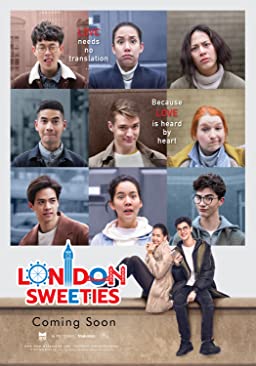 needs no
translation
Because
LOVE
is heard
by
heart
LONDON
SWEETIES
Coming Soon